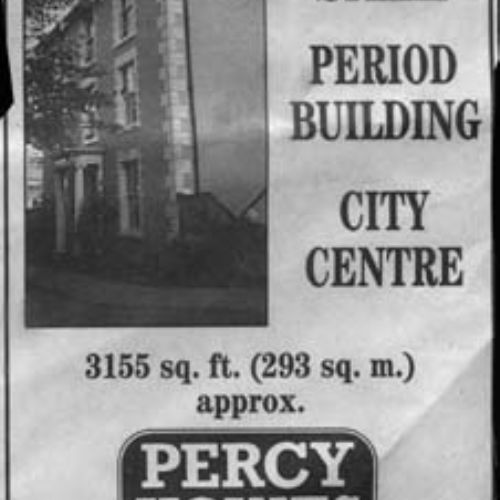 PERIOD
BUILDING
CITY
CENTRE
3155 sq. ft. (293 sq. m.)
approx.
PERCY